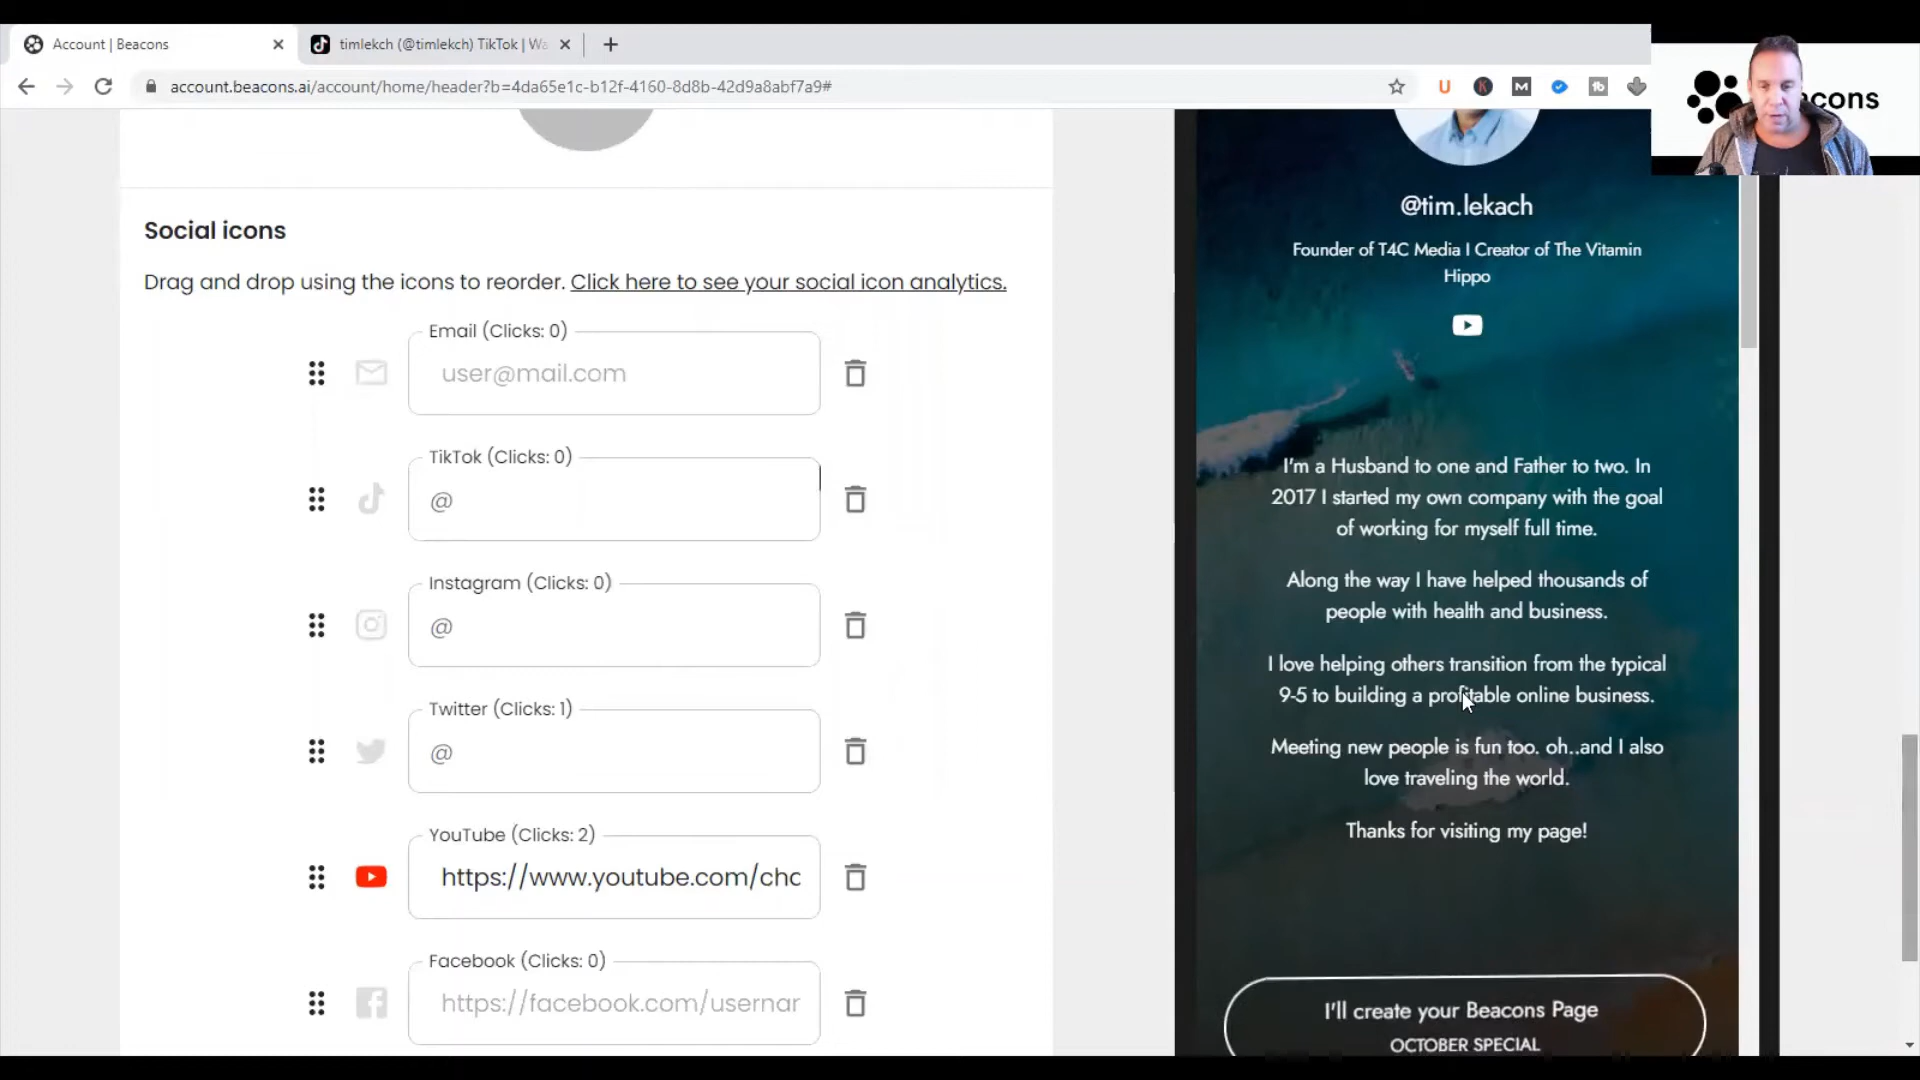 Account | Beacons
timlekch (@timlekch) TikTok | Wa
account.beacons.ai/account/home/header?b=4da65e1c-b12f-4160-8d8b-42d9a8abf7a9#
Social icons
Drag and drop using the icons to reorder. Click here to see your social icon analytics.
Email (Clicks: 0)
user@mail.com
TikTok (Clicks: 0)
@
Instagram (Clicks: 0)
@
Twitter (Clicks: 1)
@
YouTube (Clicks: 2)
https://www.youtube.com/chc
Facebook (Clicks: 0)
https://facebook.com/usernar
@tim.lekach
Founder of T4C Media I Creator of The Vitamin
Hippo
I'm a Husband to one and Father to two. In
2017 I started my own company with the goal
of working for myself full time.
Along the way I have helped thousands of
people with health and business.
I love helping others transition from the typical
9-5 to building a profitable online business.
Meeting new people is fun too. oh..and I also
love traveling the world.
Thanks for visiting my page!
I'll create your Beacons Page
OCTOBER SPECIAL